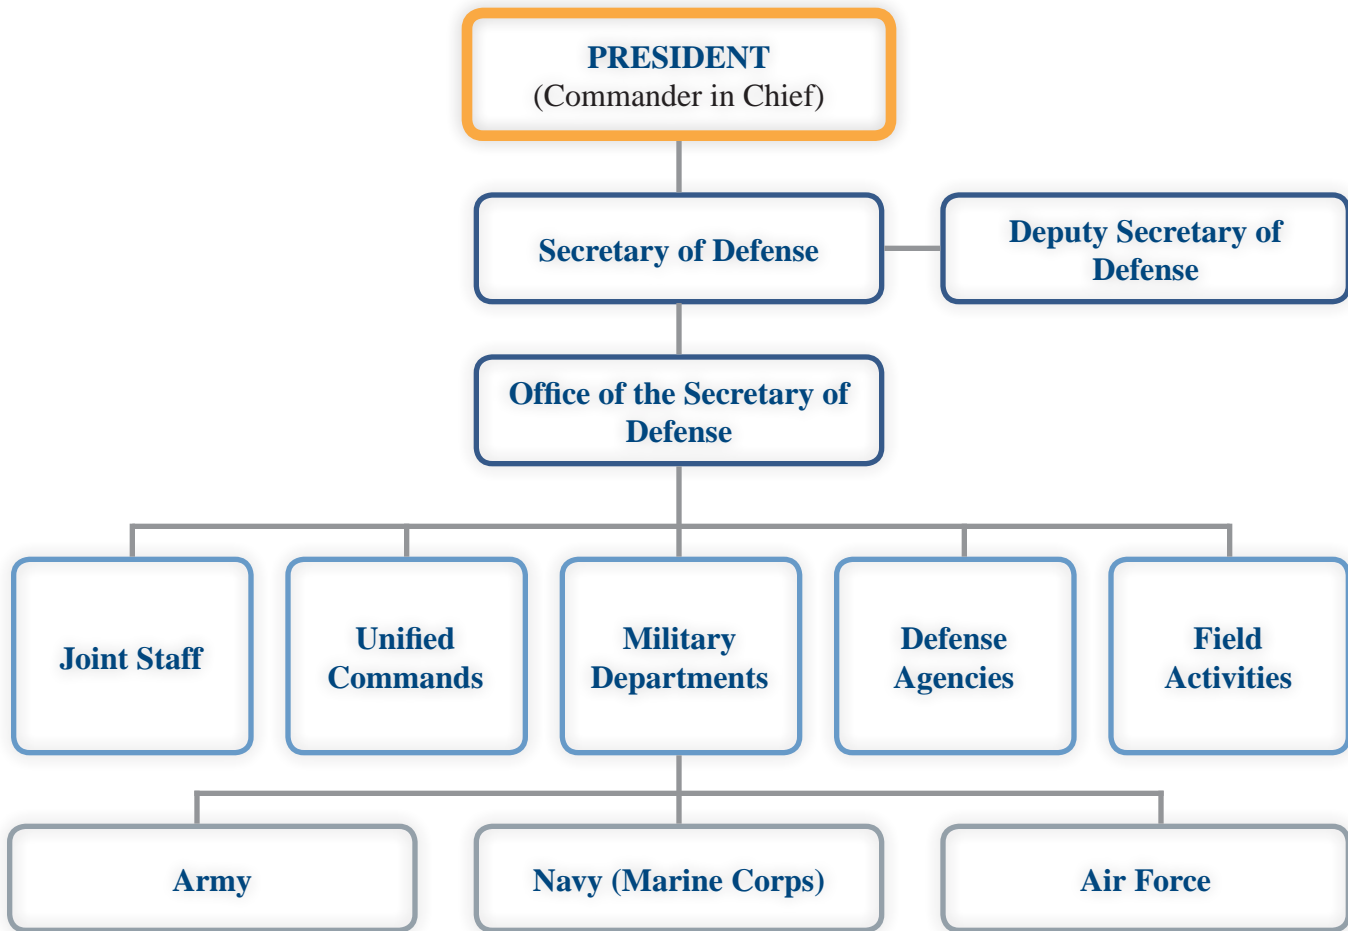 PRESIDENT
(Commander in Chief)
Secretary of Defense
Deputy Secretary of
Defense
Office of the Secretary of
Defense
Joint Staff
Unified
Commands
Military
Departments
Defense
Agencies
Field
Activities
Army
Navy (Marine Corps)
Air Force